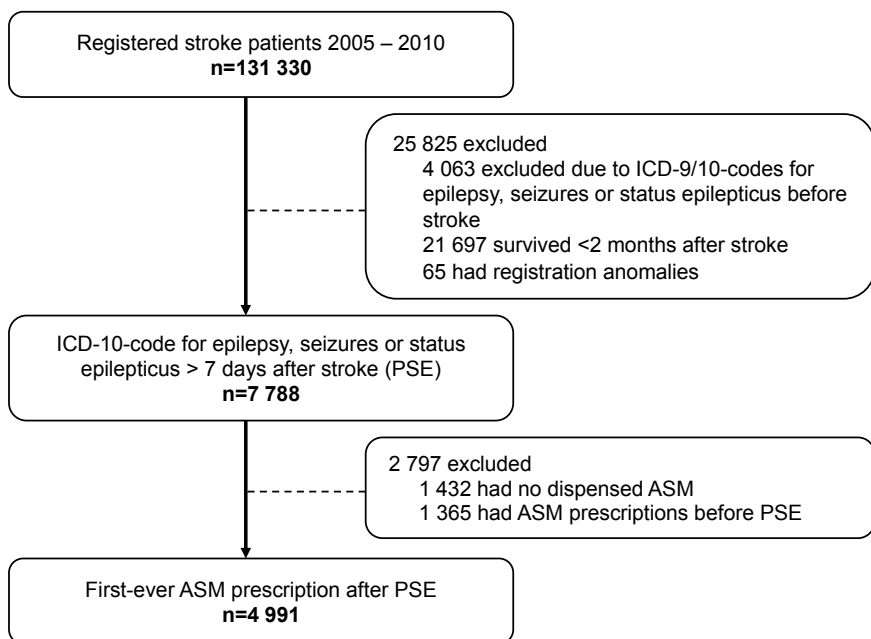 Registered stroke patients 2005 – 2010
n=131 330
25 825 excluded
4 063 excluded due to ICD-9/10-codes for
epilepsy, seizures or status epilepticus before
stroke
21 697 survived <2 months after stroke
65 had registration anomalies
ICD-10-code for epilepsy, seizures or status
epilepticus > 7 days after stroke (PSE)
n=7 788
2 797 excluded
1 432 had no dispensed ASM
1 365 had ASM prescriptions before PSE
First-ever ASM prescription after PSE
n=4 991